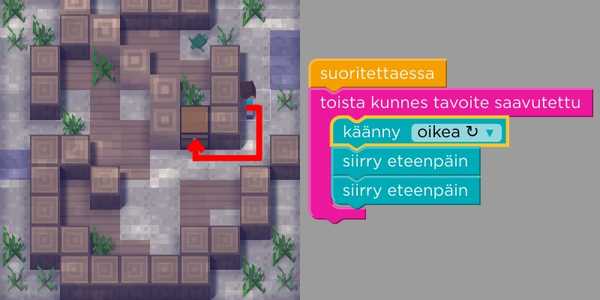 suoritettaessa
toista kunnes tavoite saavutettu
käänny oikea ↻ ▼
siirry eteenpäin
siirry eteenpäin